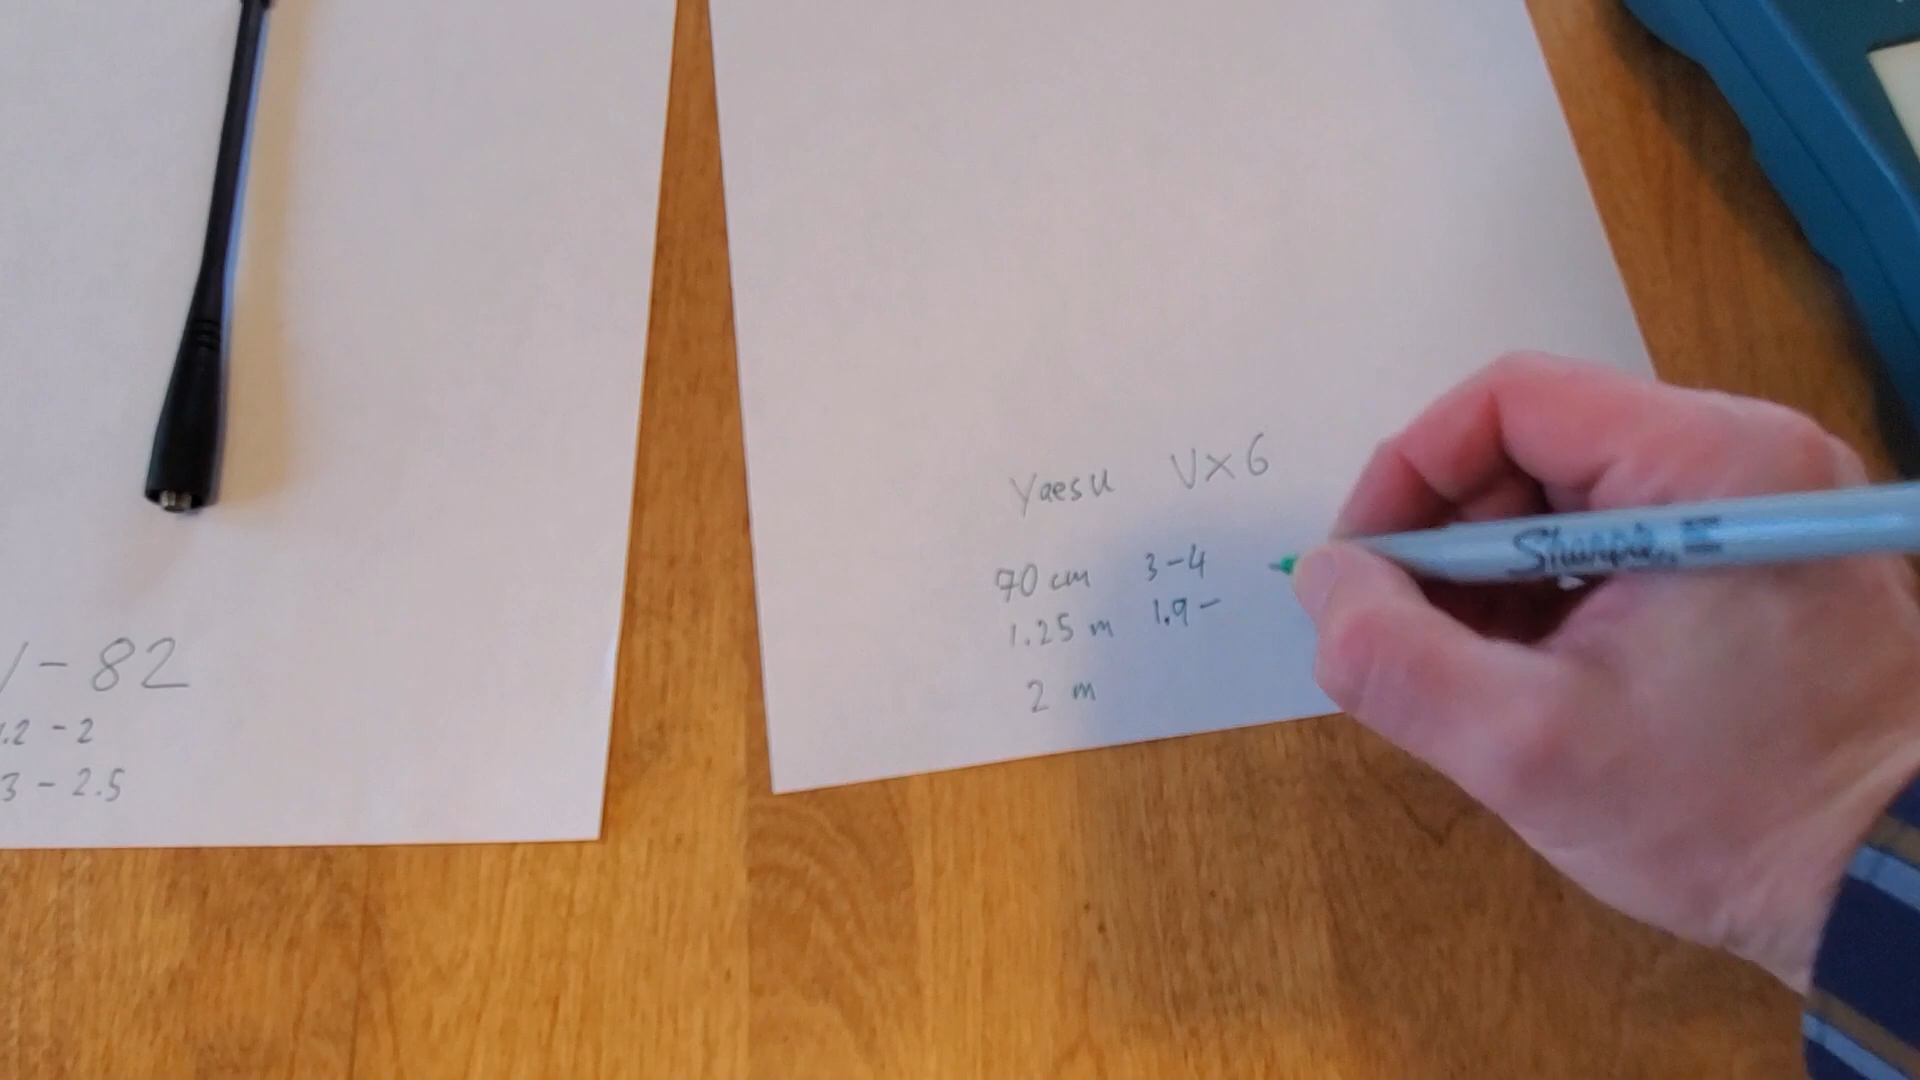 - 82
.2 - 2
3 - 2.5
Yaesu VX6
70 cm 3-4
1.25 m 1.9 -
2 m
Sharpie